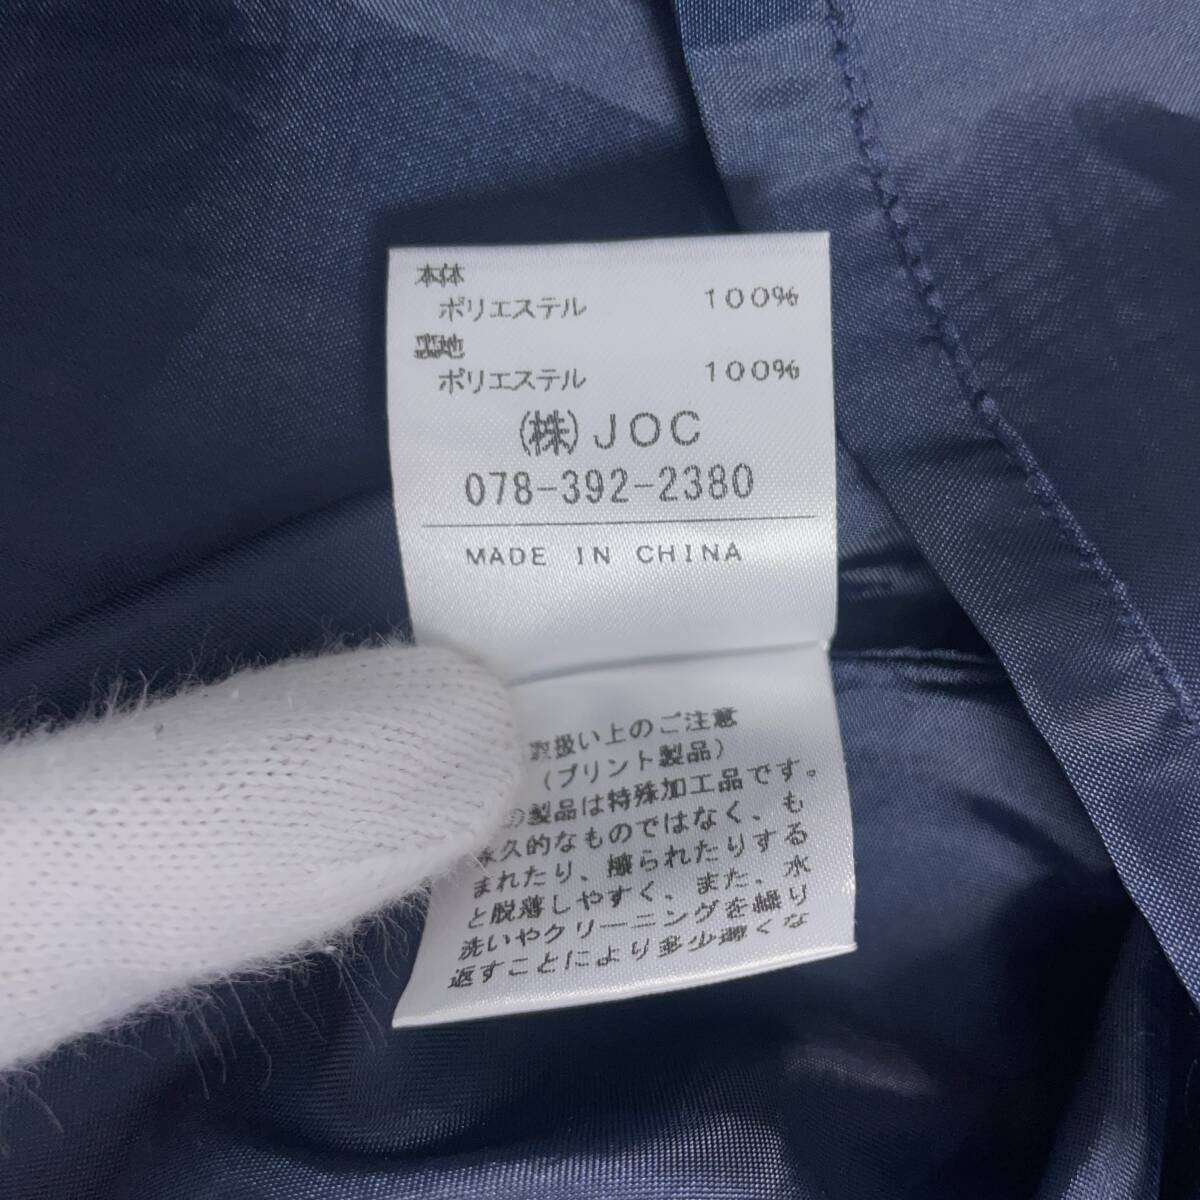 本体
ポリエステル 100%
裏地
ポリエステル 100%
(株)JOC
078-392-2380
MADE IN CHINA
取扱い上のご注意
(プリント製品)
の製品は特殊加工品です。
永久的なものではなく、も
まれたり、擦られたりする
と脱落しやすく、また、水
洗いやクリーニングを繰り
返すことにより多少薄くな